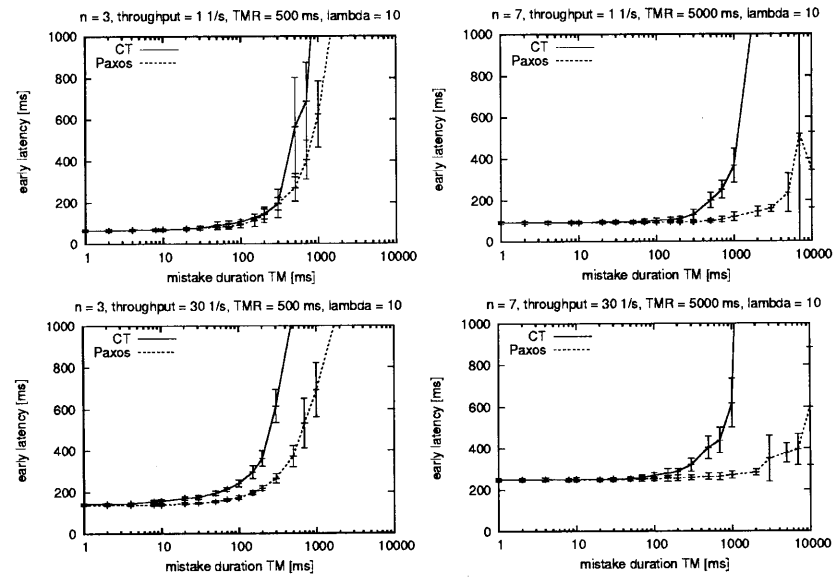 n = 3, throughput = 1 1/s, TMR = 500 ms, lambda = 10
CT
Paxos
early latency [ms]
1000
800
600
400
200
0
1 10 100 1000 10000
mistake duration TM [ms]
n = 7, throughput = 1 1/s, TMR = 5000 ms, lambda = 10
CT
Paxos
early latency [ms]
1000
800
600
400
200
0
1 10 100 1000 10000
mistake duration TM [ms]
n = 3, throughput = 30 1/s, TMR = 500 ms, lambda = 10
CT
Paxos
early latency [ms]
1000
800
600
400
200
0
1 10 100 1000 10000
mistake duration TM [ms]
n = 7, throughput = 30 1/s, TMR = 5000 ms, lambda = 10
CT
Paxos
early latency [ms]
1000
800
600
400
200
0
1 10 100 1000 10000
mistake duration TM [ms]